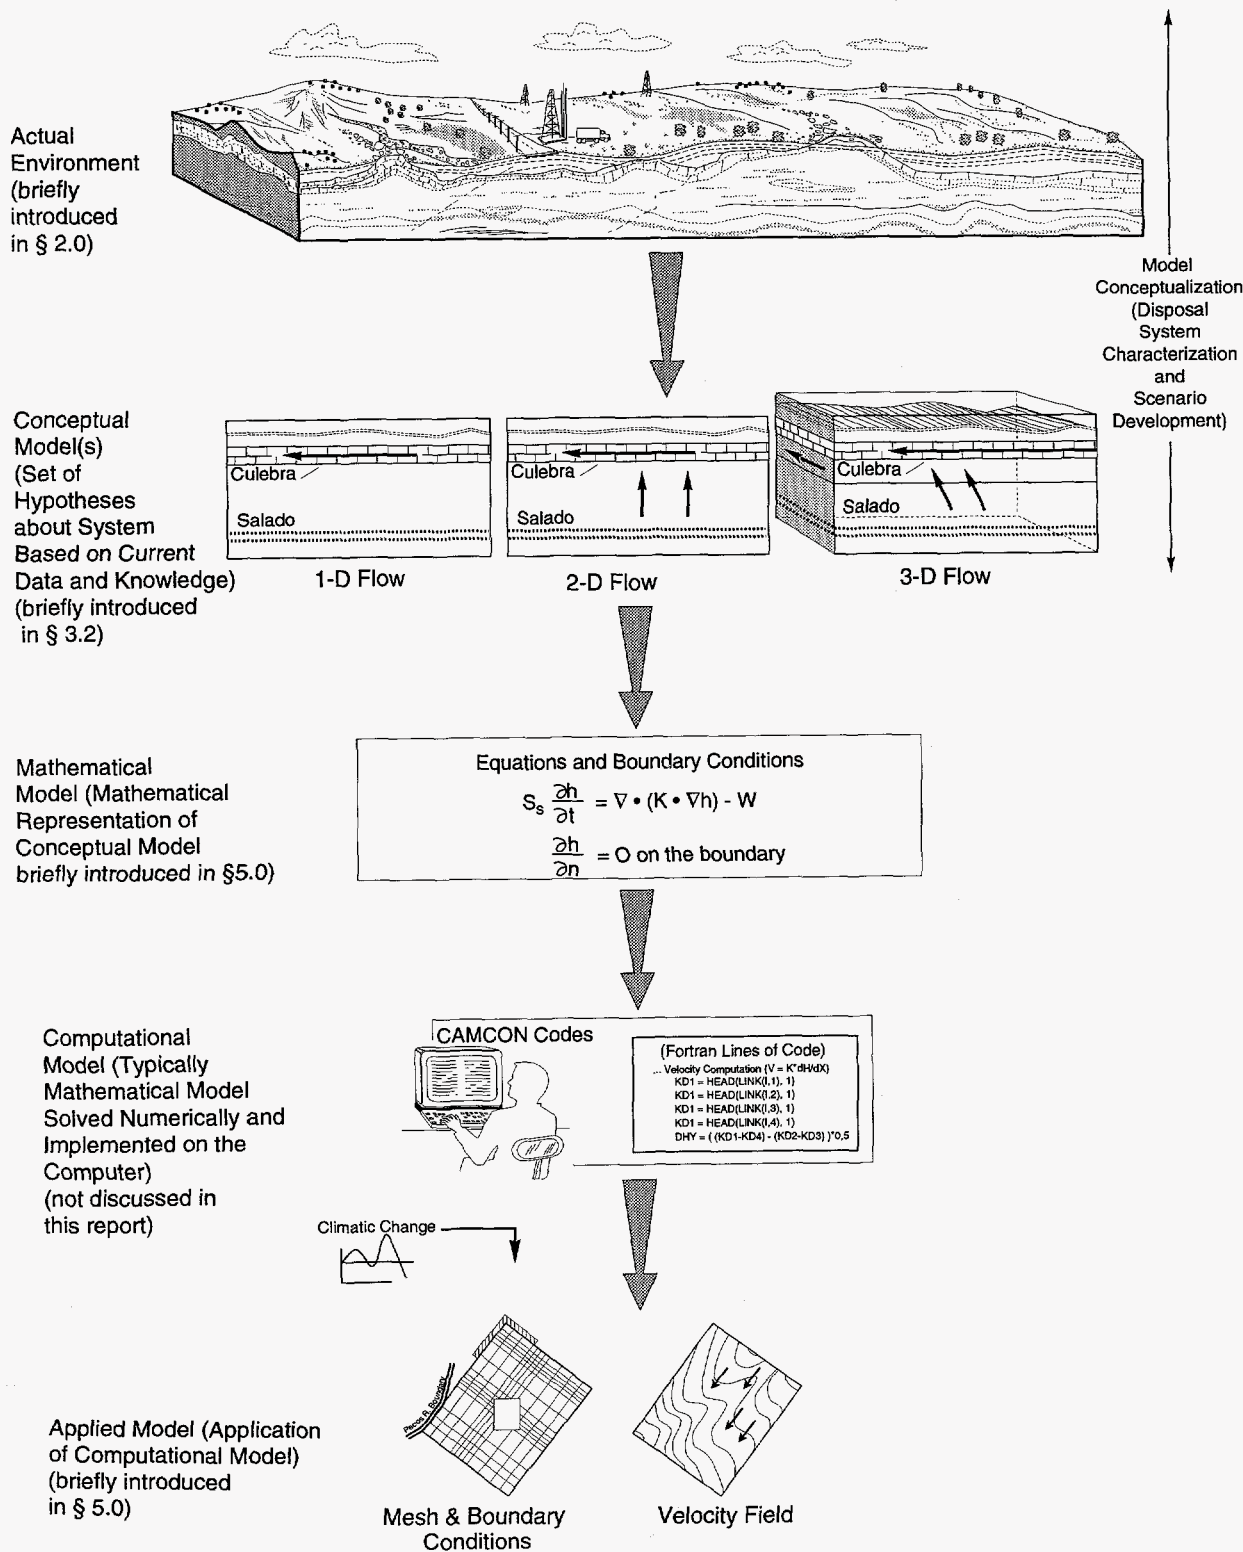 Actual
Environment
(briefly
introduced
in § 2.0)
Model
Conceptualization
(Disposal
System
Characterization
and
Scenario
Development)
Conceptual
Model(s)
(Set of
Hypotheses
about System
Based on Current
Data and Knowledge)
(briefly introduced
in § 3.2)
Culebra
Salado
1-D Flow
Culebra
Salado
2-D Flow
Culebra
Salado
3-D Flow
Mathematical
Model (Mathematical
Representation of
Conceptual Model
briefly introduced in §5.0)
Equations and Boundary Conditions
S_s ∂h/∂t = ∇ • (K • ∇h) - W
∂h/∂n = O on the boundary
Computational
Model (Typically
Mathematical Model
Solved Numerically and
Implemented on the
Computer)
(not discussed in
this report)
CAMCON Codes
(Fortran Lines of Code)
... Velocity Computation (V = K*dH/dX)
KD1 = HEAD(LINK(I,1), 1)
KD1 = HEAD(LINK(I,2), 1)
KD1 = HEAD(LINK(I,3), 1)
KD1 = HEAD(LINK(I,4), 1)
DHY = ( (KD1-KD4) - (KD2-KD3) )*0,5
Climatic Change
Applied Model (Application
of Computational Model)
(briefly introduced
in § 5.0)
Pecos R. Boundary
Mesh & Boundary
Conditions
Velocity Field